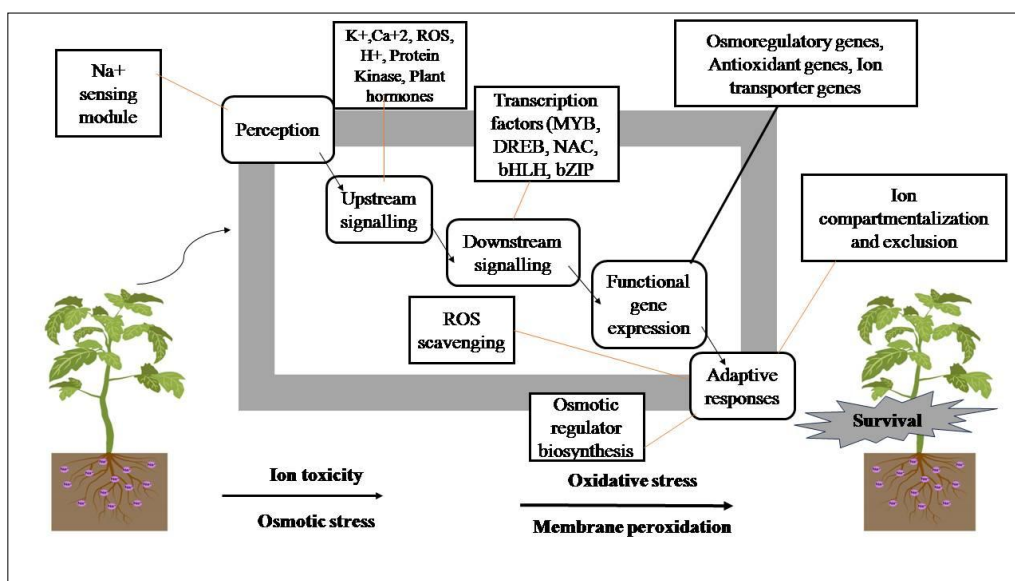 Na+
sensing
module
K+,Ca+2, ROS,
H+, Protein
Kinase, Plant
hormones
Osmoregulatory genes,
Antioxidant genes, Ion
transporter genes
Perception
Transcription
factors (MYB,
DREB, NAC,
bHLH, bZIP
Upstream
signalling
Ion
compartmentalization
and exclusion
Downstream
signalling
Functional
gene
expression
ROS
scavenging
Adaptive
responses
Osmotic
regulator
biosynthesis
Survival
Ion toxicity
Osmotic stress
Oxidative stress
Membrane peroxidation